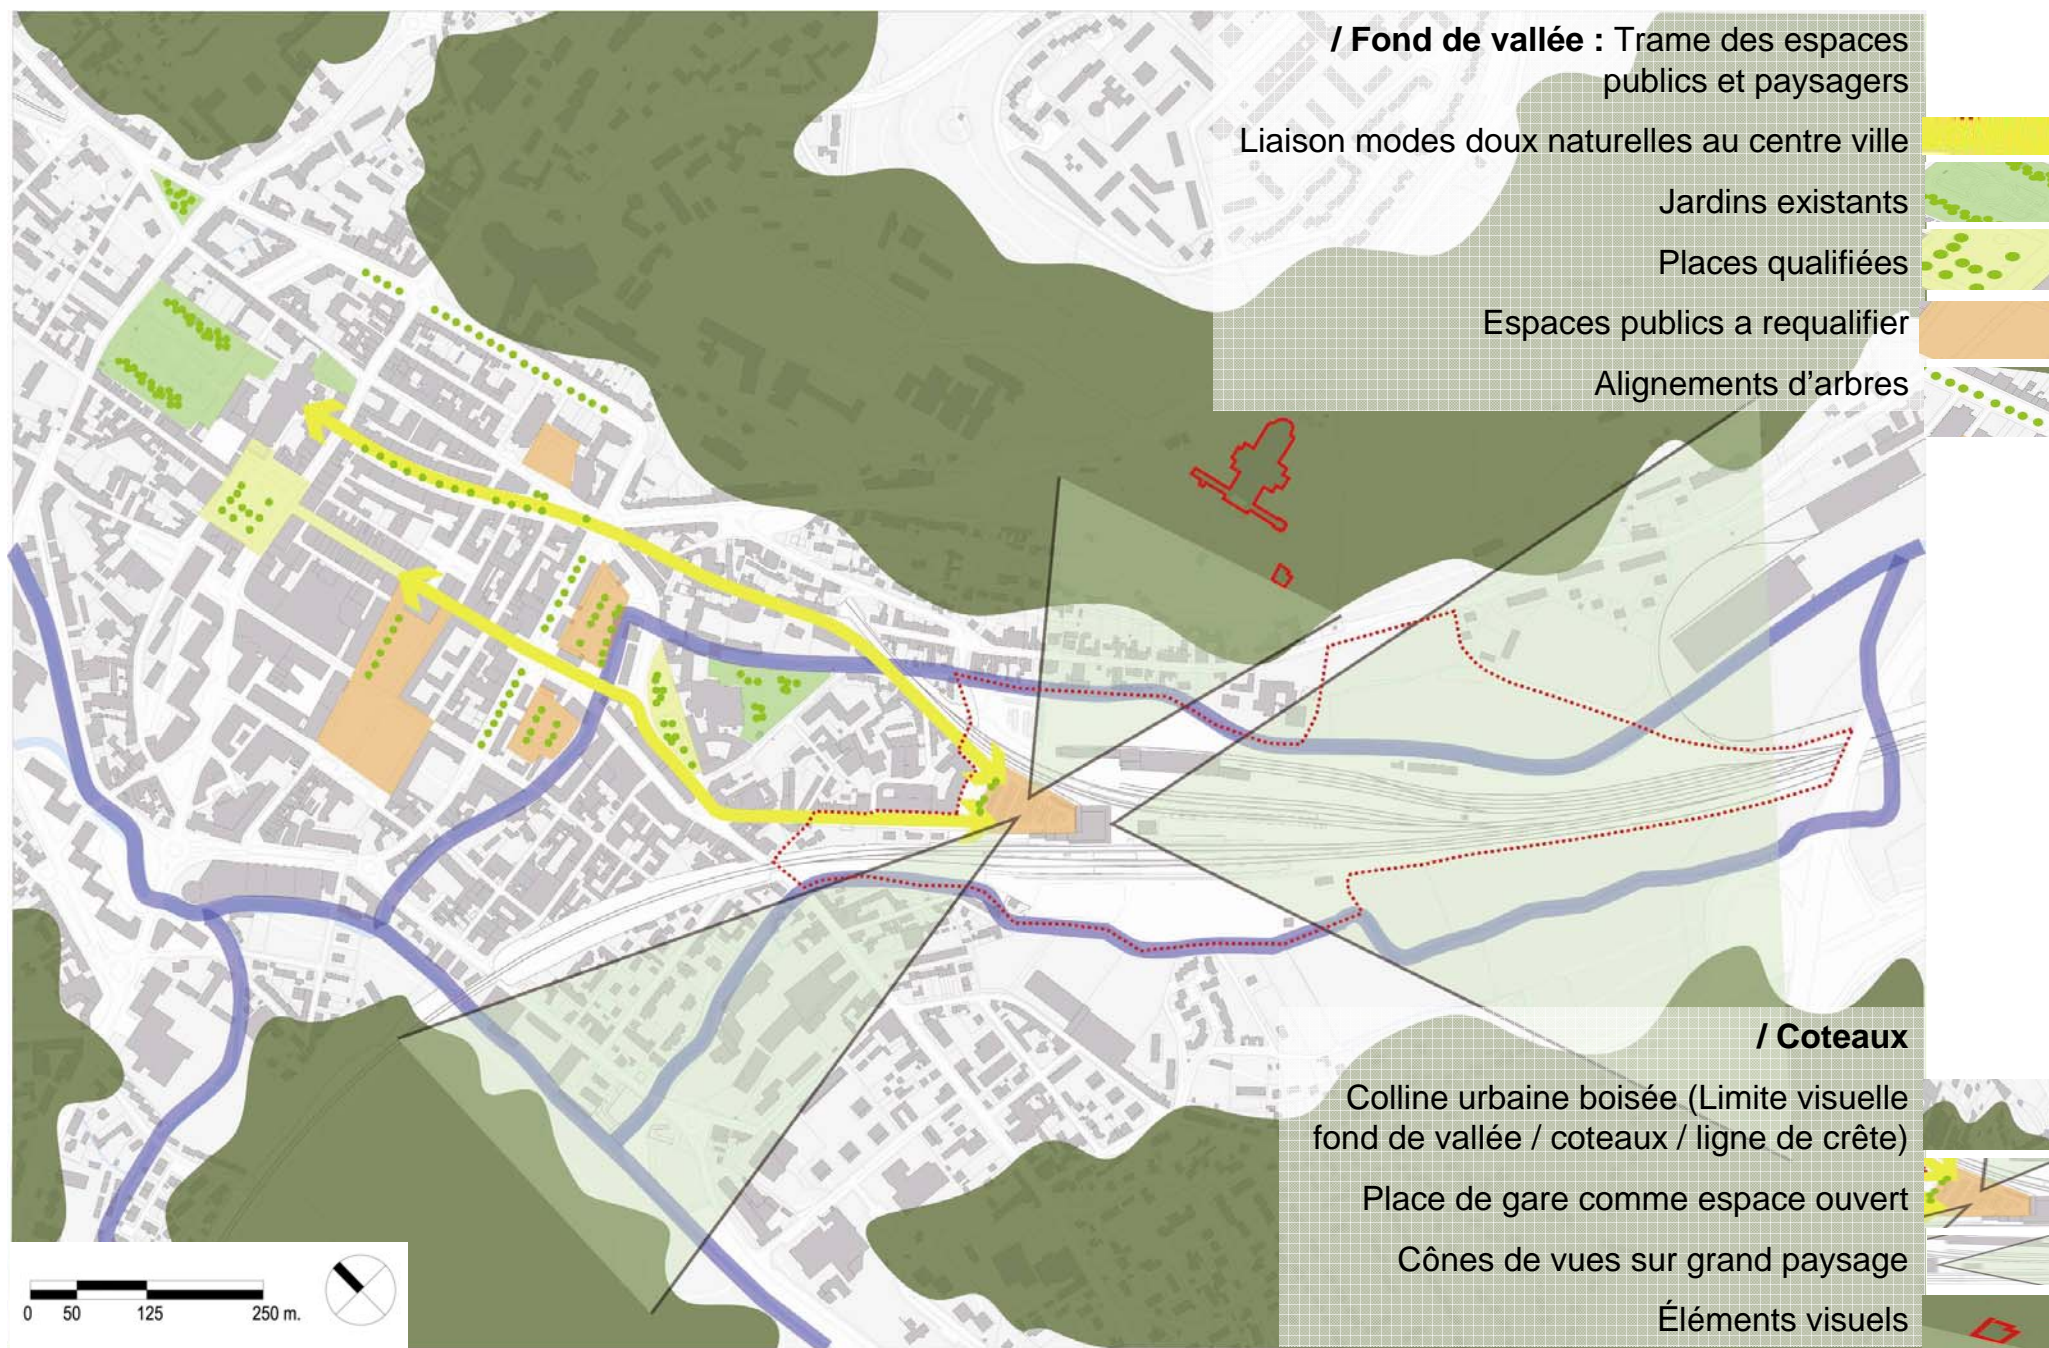 / Fond de vallée : Trame des espaces
publics et paysagers
Liaison modes doux naturelles au centre ville
Jardins existants
Places qualifiées
Espaces publics a requalifier
Alignements d’arbres
/ Coteaux
Colline urbaine boisée (Limite visuelle
fond de vallée / coteaux / ligne de crête)
Place de gare comme espace ouvert
Cônes de vues sur grand paysage
Éléments visuels
0 50 125 250 m.